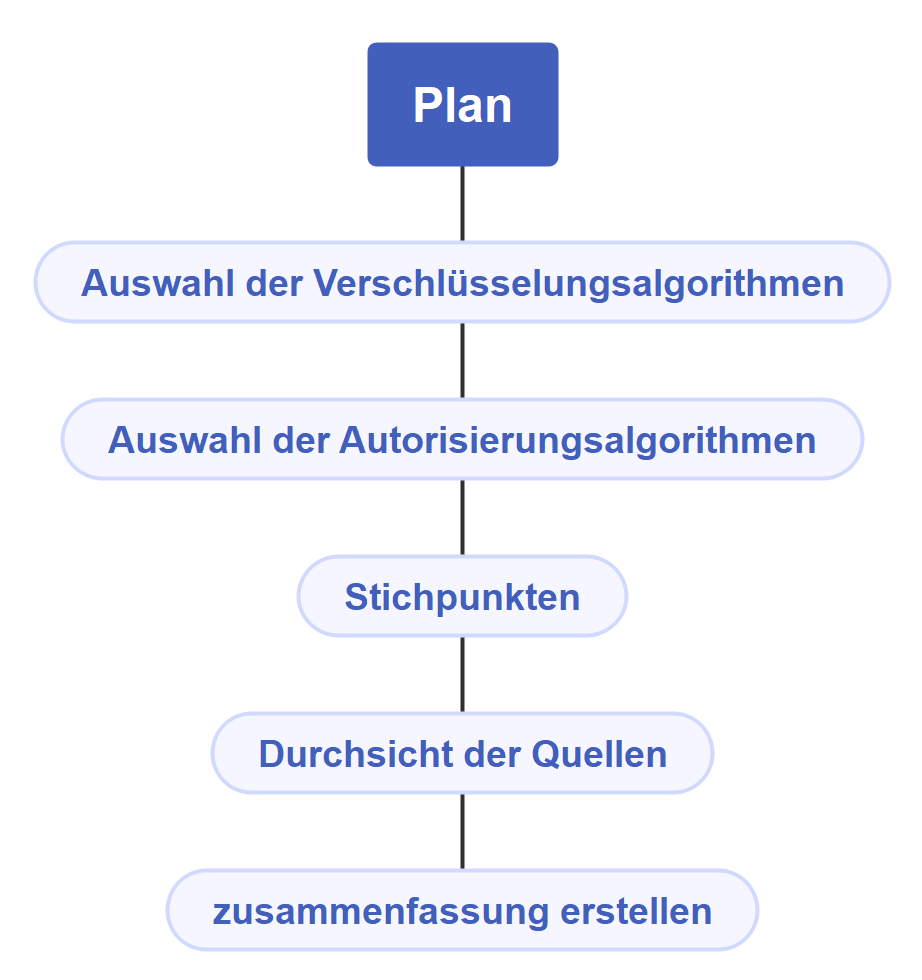 Plan
Auswahl der Verschlüsselungsalgorithmen
Auswahl der Autorisierungsalgorithmen
Stichpunkten
Durchsicht der Quellen
zusammenfassung erstellen